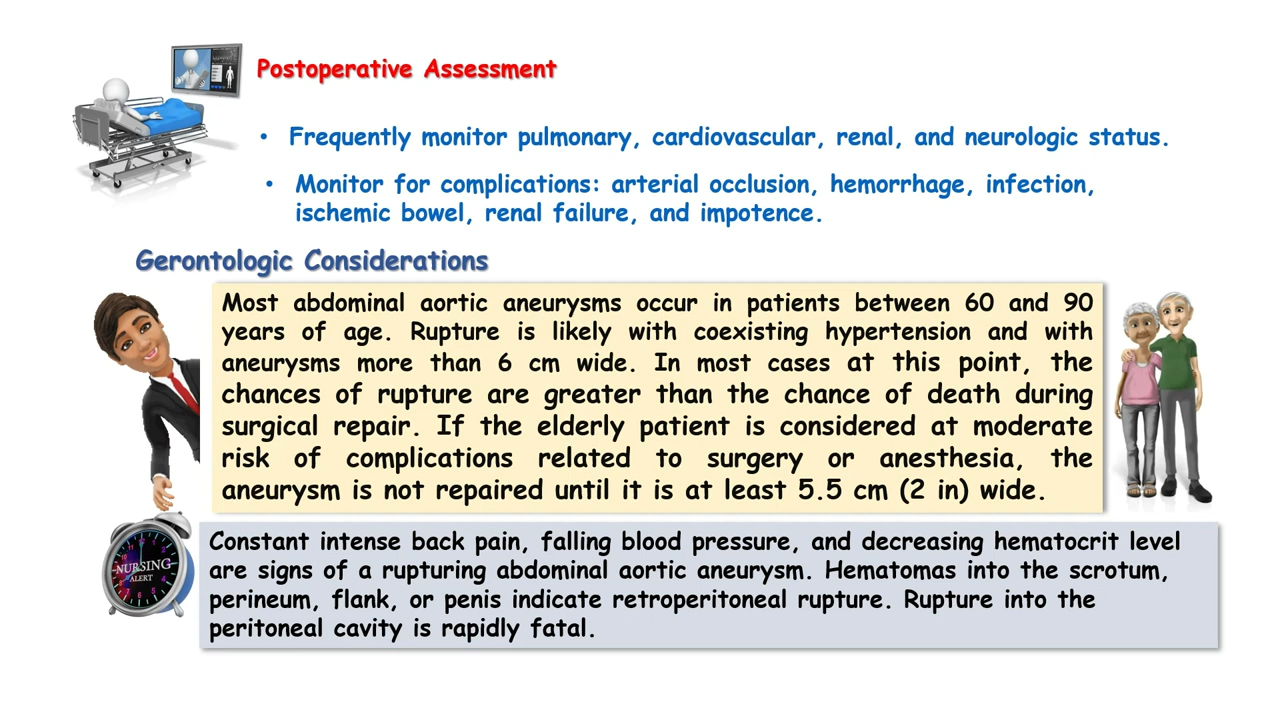 Postoperative Assessment
• Frequently monitor pulmonary, cardiovascular, renal, and neurologic status.
• Monitor for complications: arterial occlusion, hemorrhage, infection,
ischemic bowel, renal failure, and impotence.
Gerontologic Considerations
Most abdominal aortic aneurysms occur in patients between 60 and 90
years of age. Rupture is likely with coexisting hypertension and with
aneurysms more than 6 cm wide. In most cases at this point, the
chances of rupture are greater than the chance of death during
surgical repair. If the elderly patient is considered at moderate
risk of complications related to surgery or anesthesia, the
aneurysm is not repaired until it is at least 5.5 cm (2 in) wide.
NURSING
ALERT
Constant intense back pain, falling blood pressure, and decreasing hematocrit level
are signs of a rupturing abdominal aortic aneurysm. Hematomas into the scrotum,
perineum, flank, or penis indicate retroperitoneal rupture. Rupture into the
peritoneal cavity is rapidly fatal.